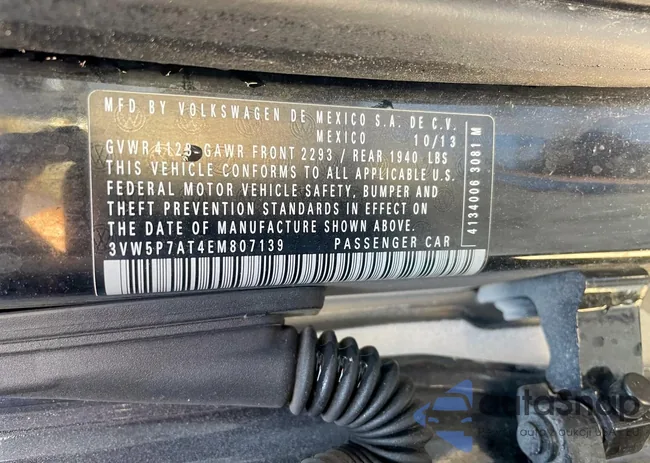 MFD. BY VOLKSWAGEN DE MEXICO S.A. DE C.V.
MEXICO 10/13
GVWR 4123 GAWR FRONT 2293 / REAR 1940 LBS
THIS VEHICLE CONFORMS TO ALL APPLICABLE U.S.
FEDERAL MOTOR VEHICLE SAFETY, BUMPER AND
THEFT PREVENTION STANDARDS IN EFFECT ON
THE DATE OF MANUFACTURE SHOWN ABOVE.
3VW5P7AT4EM807139 PASSENGER CAR
4134006 3081 M
autoSnap